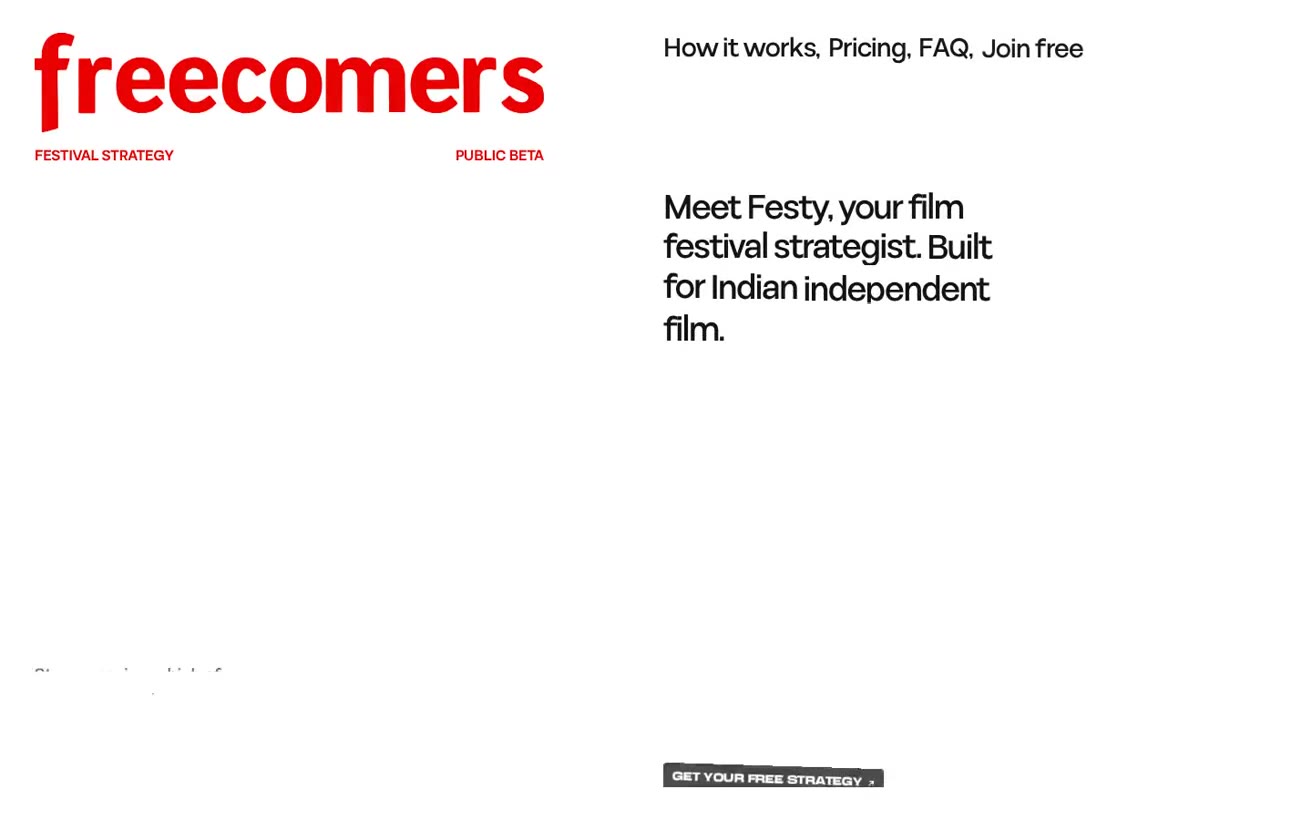 freecomers
FESTIVAL STRATEGY PUBLIC BETA
How it works, Pricing, FAQ, Join free
Meet Festy, your film
festival strategist. Built
for Indian independent
film.
GET YOUR FREE STRATEGY ↗